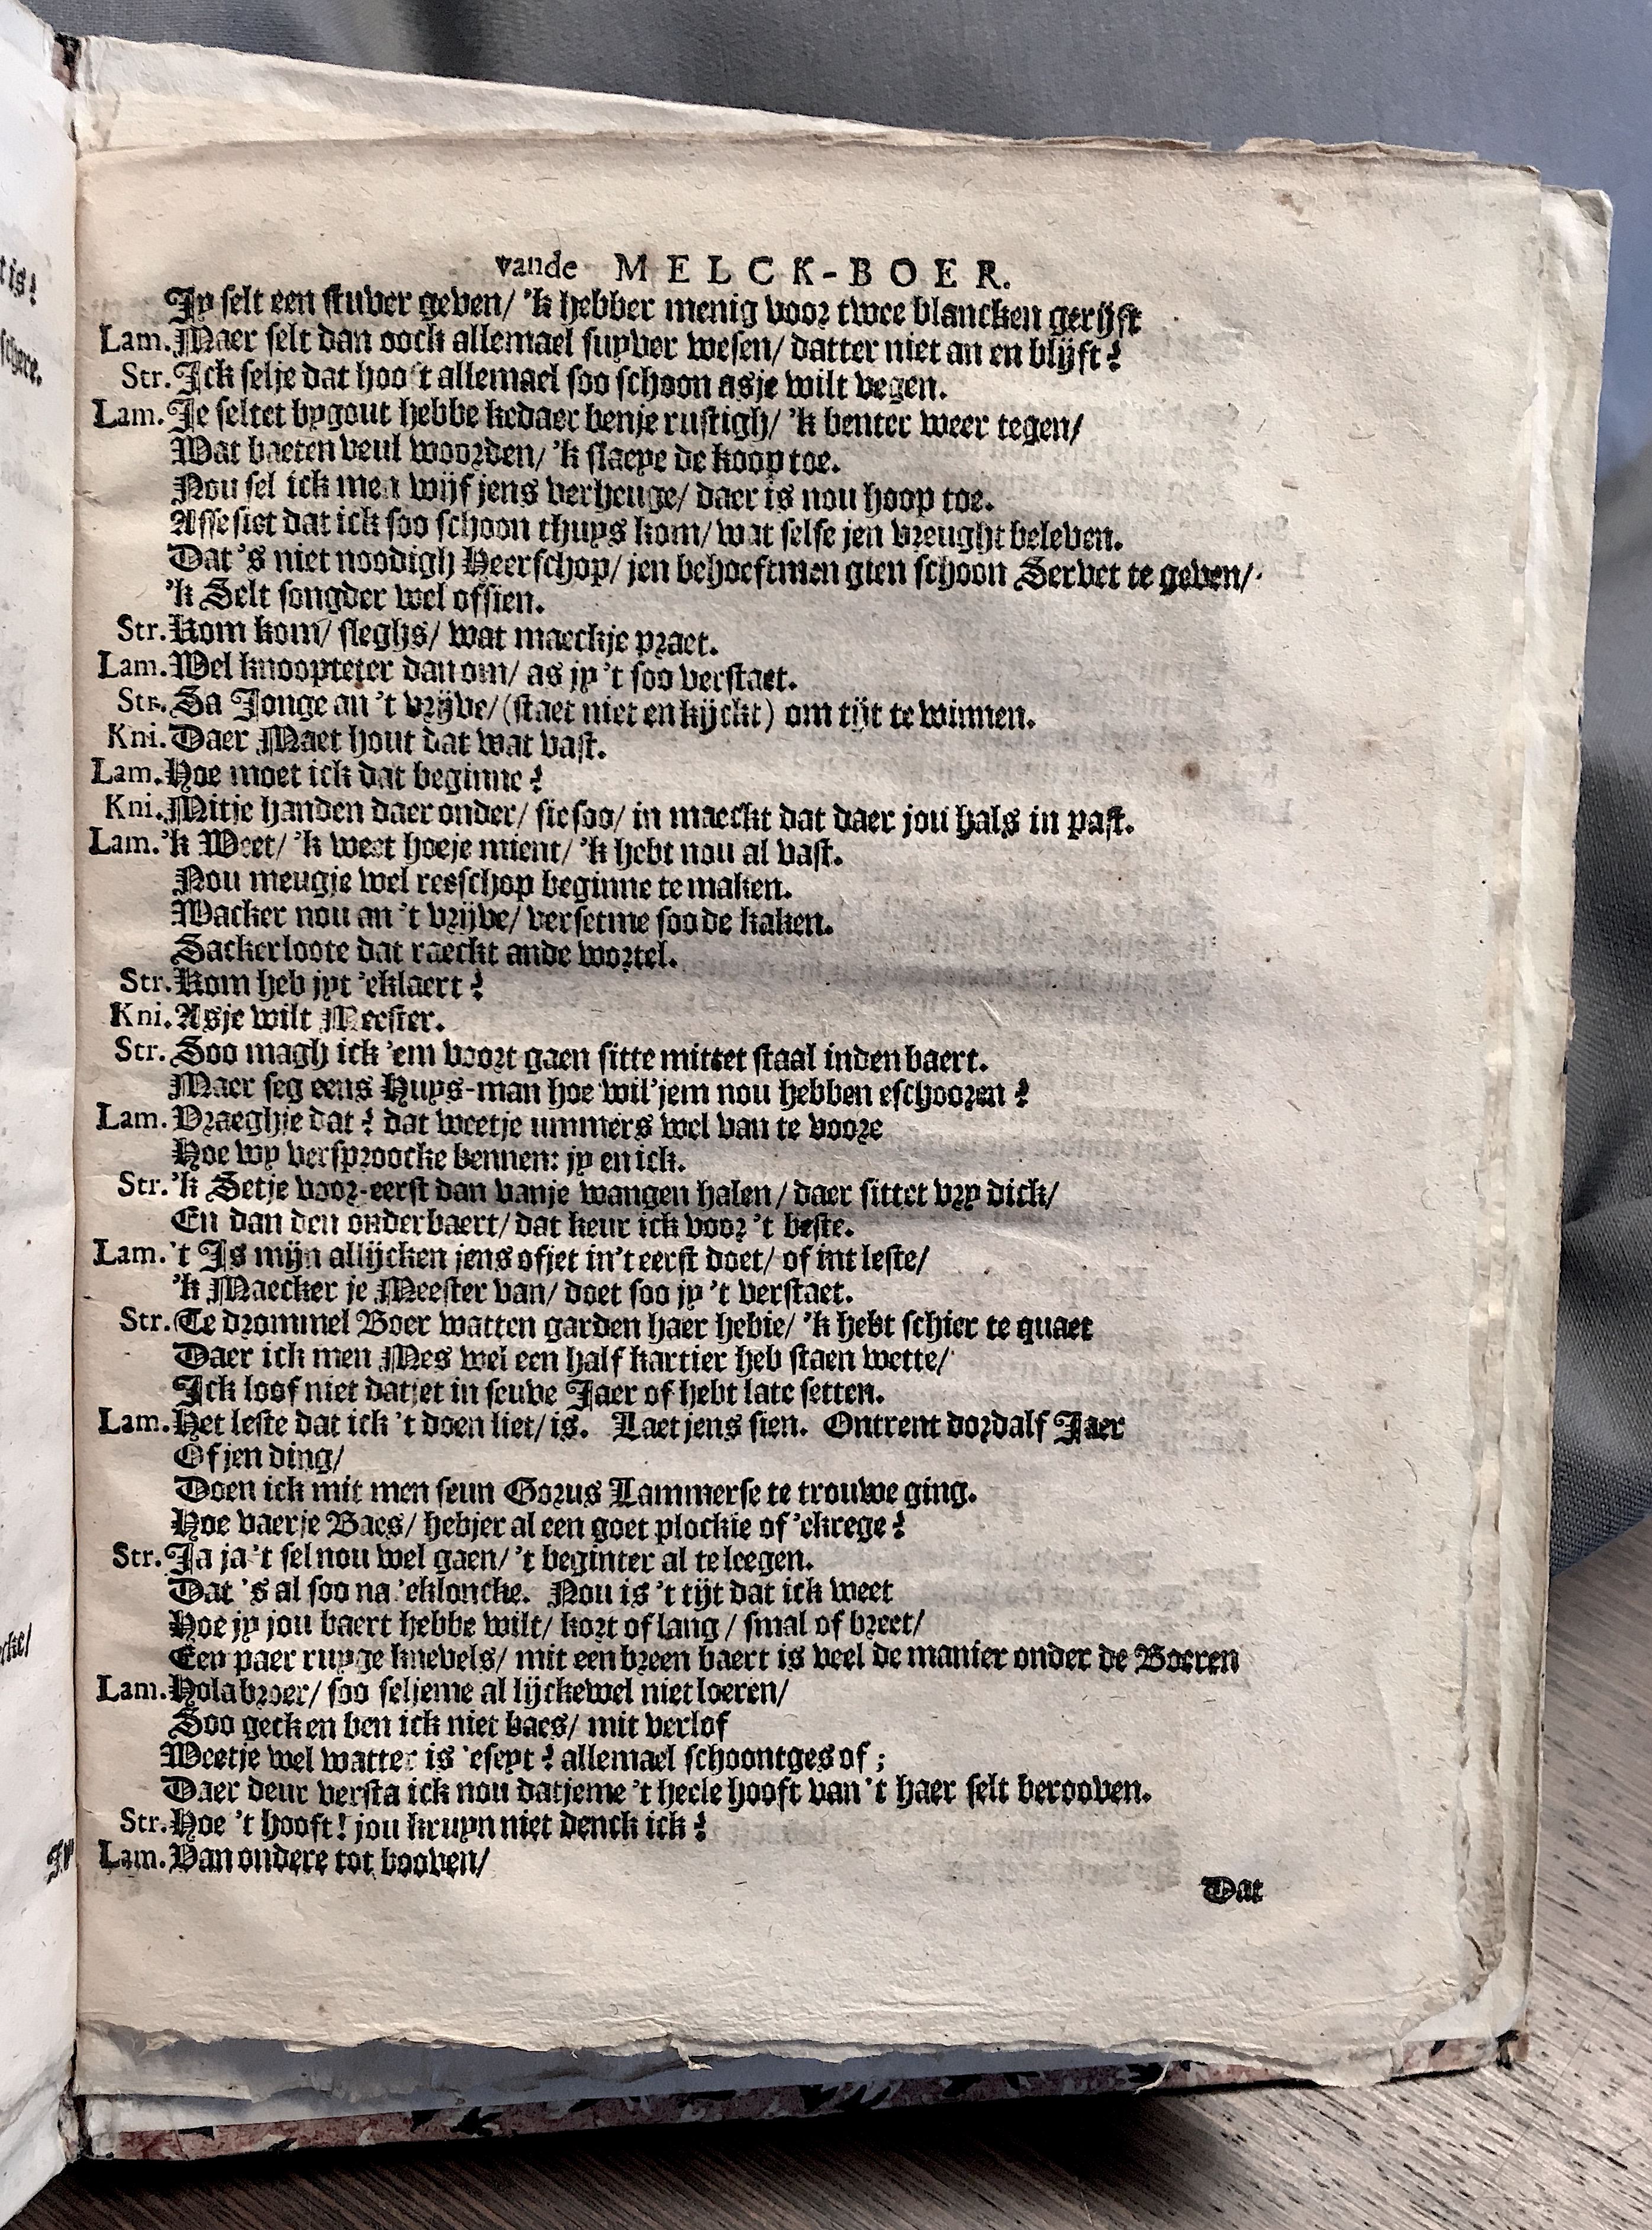 vande MELCK-BOER.
Jy selt een stuver geven/ 'k hebber menig voor twee blancken gerijft
Lam. Maer selt dan oock allemael suyver wesen/ datter niet an en blijft?
Str. Ick selje dat hoo't allemael soo schoon asje wilt vegen.
Lam. Je seltet bygout hebbe kedaer benje rustigh/ 'k benter weer tegen/
Wat baeten veul woorden/ 'k slaepe de koop toe.
Nou sel ick men wijf jens verheuge/ daer is nou hoop toe.
Asse siet dat ick soo schoon thuys kom/ wat selse jen vreught beleven.
Dat 's niet noodigh Heerschop/ jen behoeftmen gien schoon Servet te geven/
'k Selt songder wel ofsien.
Str. Kom kom/ sleghs/ wat maeckje praet.
Lam. Wel knoopteter dan om/ as jy 't soo verstaet.
Str. Sa Jonge an 't vrijve/ (staet niet en kijckt) om tijt te winnen.
Kni. Daer Maet hout dat wat vast.
Lam. Hoe moet ick dat beginne?
Kni. Mitje handen daer onder/ sie soo/ in maeckt dat daer jou hals in past.
Lam. 'k Weet/ 'k weet hoeje mient/ 'k hebt nou al vast.
Nou meugje wel reeschop beginne te maken.
Wacker nou an 't vrijve/ versetme soo de kaken.
Sackerloote dat raeckt ande wortel.
Str. Kom heb jyt 'eklaert?
Kni. Asje wilt Meester.
Str. Soo magh ick 'em voort gaen sitte mittet staal inden baert.
Maer seg eens Huys-man hoe wil'jem nou hebben eschooren?
Lam. Vraeghje dat? dat weetje ummers wel van te voore
Hoe wy versproocke bennen: jy en ick.
Str. 'k Setje voor-eerst dan vanje wangen halen/ daer sittet vry dick/
En dan den onderbaert/ dat keur ick voor 't beste.
Lam. 't Is mijn allijcken jens ofjet in't eerst doet/ of int leste/
'k Maecker je Meester van/ doet soo jy 't verstaet.
Str. Te drommel Boer watten garden haer hebje/ 'k hebt schier te quaet
Daer ick men Mes wel een half kartier heb staen wette/
Ick loof niet datjet in seuve Jaer of hebt late setten.
Lam. Het leste dat ick 't doen liet/ is. Laet jens sien. Ontrent dordalf Jaer
Of jen ding/
Doen ick mit men seun Gorus Lammerse te trouwe ging.
Hoe vaerje Baes/ hebjer al een goet plockje of 'ekrege?
Str. Ja ja 't sel nou wel gaen/ 't beginter al te leegen.
Dat 's al soo na 'ekloncke. Nou is 't tijt dat ick weet
Hoe jy jou baert hebbe wilt/ kort of lang/ smal of breet/
Een paer ruyge knevels/ mit een breen baert is veel de manier onder de Boeren
Lam. Hola broer/ soo seljeme al lijckewel niet loeren/
Soo gecken ben ick niet baes/ mit verlof
Weetje wel watter is 'eseyt? allemael schoontges of;
Daer deur versta ick nou datjeme 't heele hooft van 't haer selt berooven.
Str. Hoe 't hooft! jou kruyn niet denck ick?
Lam. Van ondere tot booven/
Dat